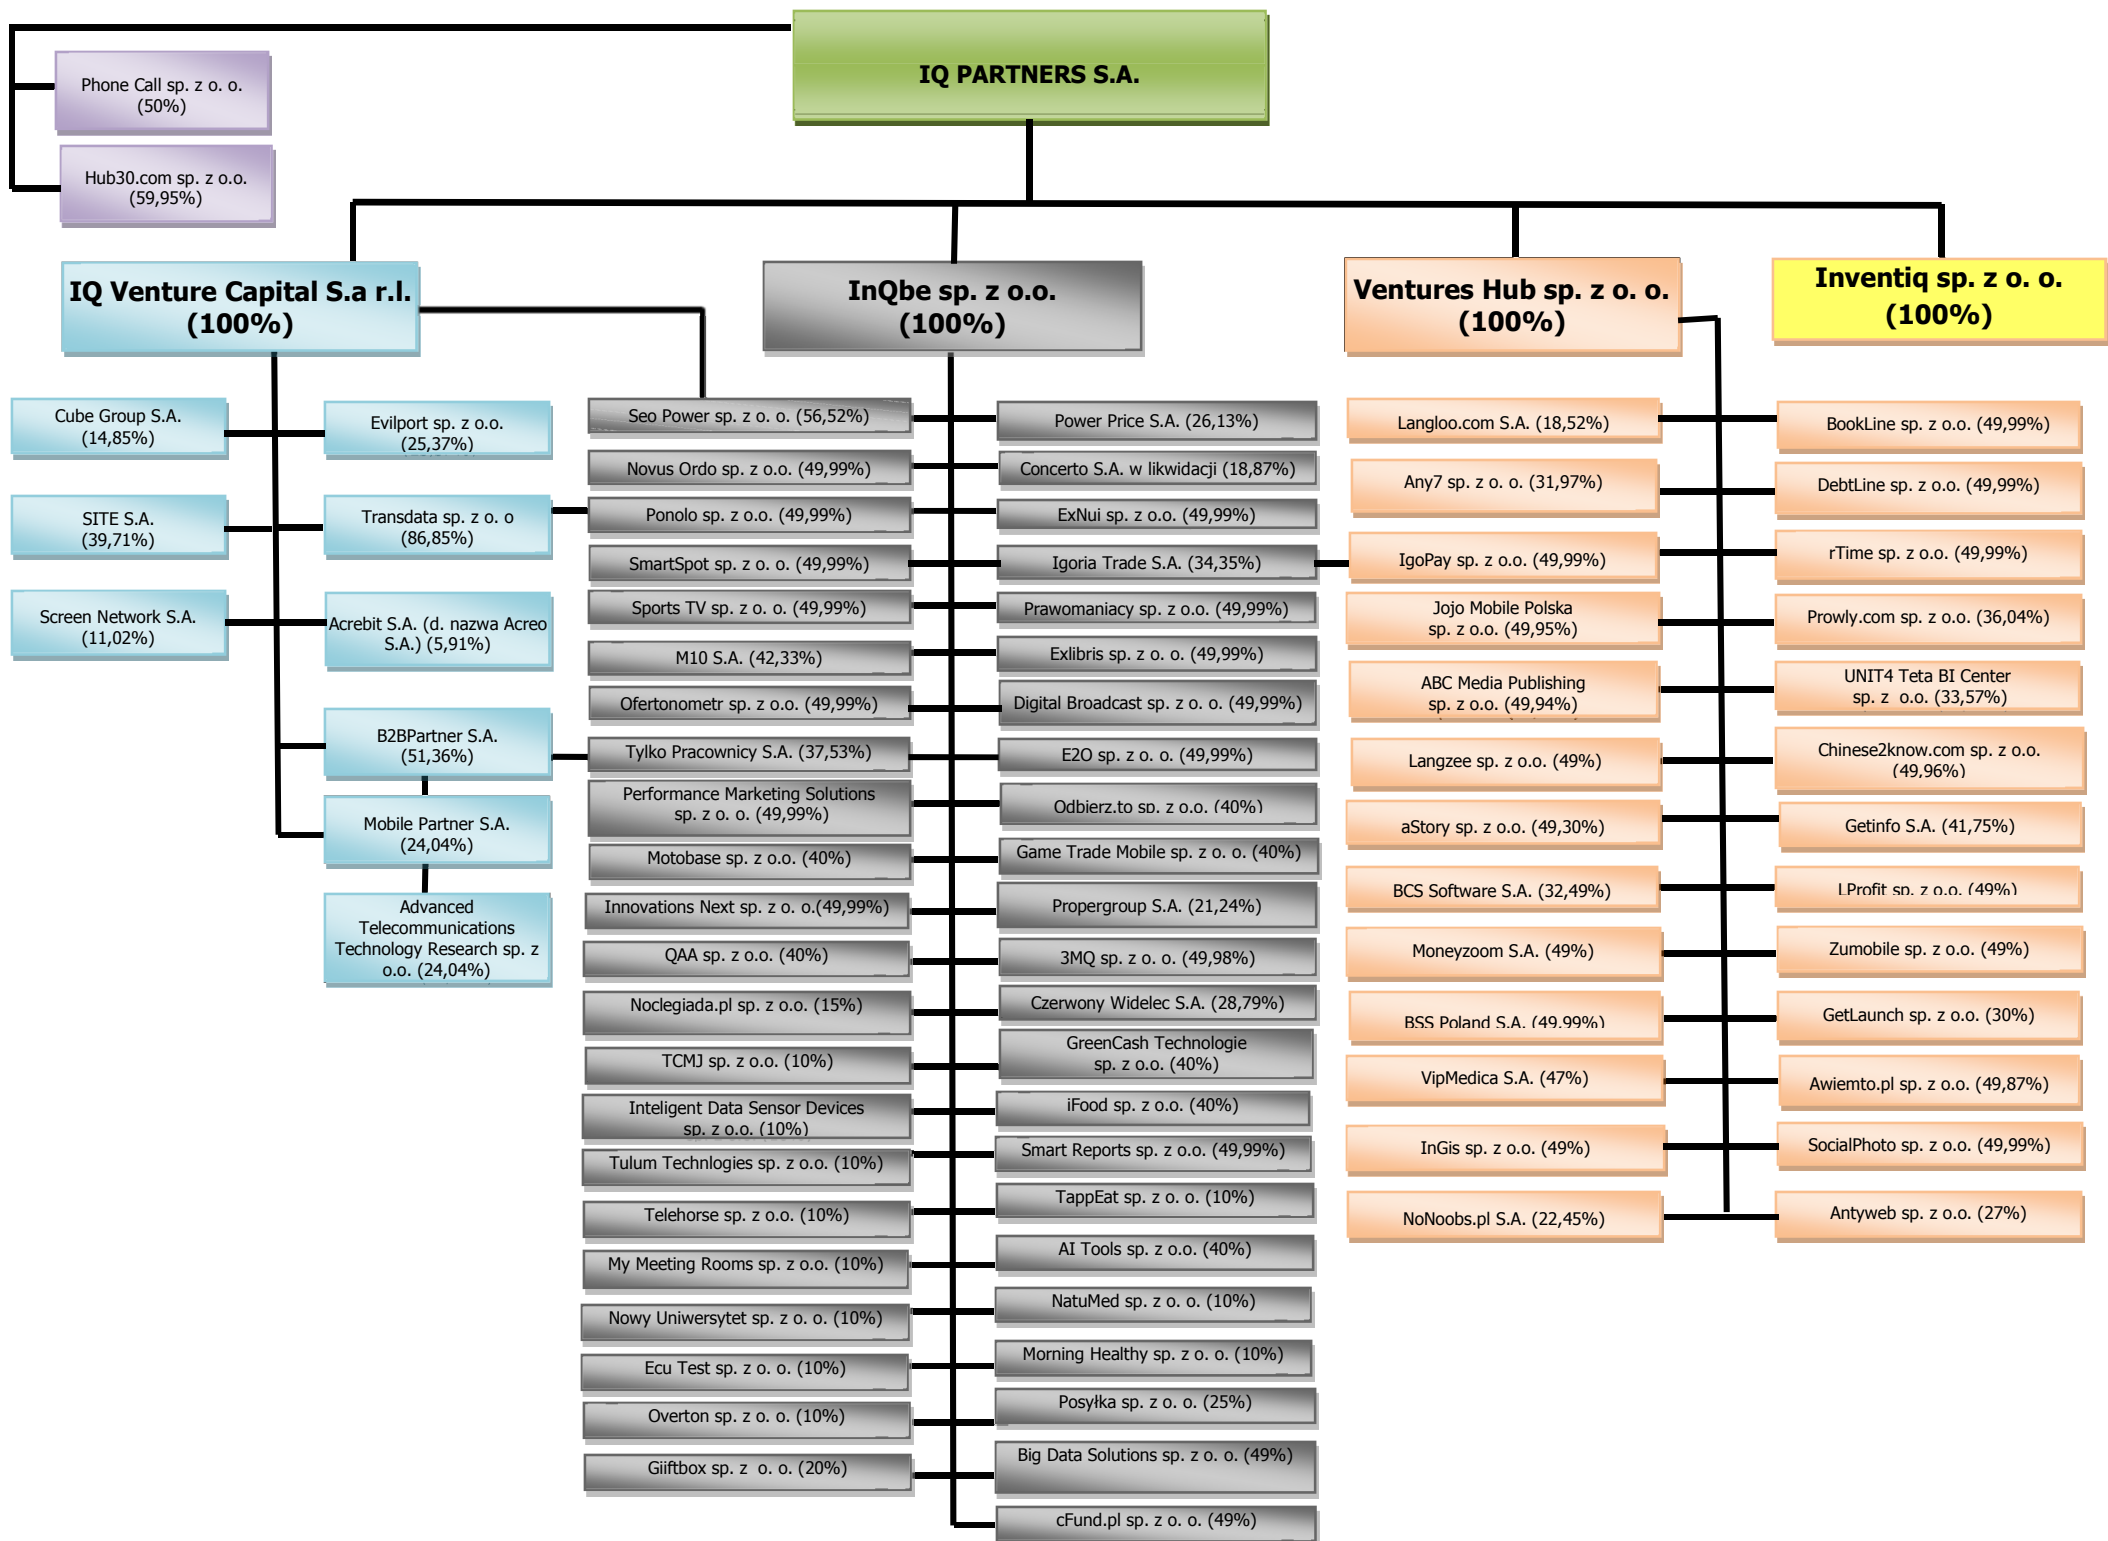 IQ PARTNERS S.A.
Phone Call sp. z o. o.
(50%)
Hub30.com sp. z o.o.
(59,95%)
IQ Venture Capital S.a r.l.
(100%)
InQbe sp. z o.o.
(100%)
Ventures Hub sp. z o. o.
(100%)
Inventiq sp. z o. o.
(100%)
Cube Group S.A.
(14,85%)
Evilport sp. z o.o.
(25,37%)
SITE S.A.
(39,71%)
Transdata sp. z o. o
(86,85%)
Screen Network S.A.
(11,02%)
Acrebit S.A. (d. nazwa Acreo
S.A.) (5,91%)
B2BPartner S.A.
(51,36%)
Mobile Partner S.A.
(24,04%)
Advanced
Telecommunications
Technology Research sp. z
o.o. (24,04%)
Seo Power sp. z o. o. (56,52%)
Power Price S.A. (26,13%)
Novus Ordo sp. z o.o. (49,99%)
Concerto S.A. w likwidacji (18,87%)
Ponolo sp. z o.o. (49,99%)
ExNui sp. z o.o. (49,99%)
SmartSpot sp. z o. o. (49,99%)
Igoria Trade S.A. (34,35%)
Sports TV sp. z o. o. (49,99%)
Prawomaniacy sp. z o.o. (49,99%)
M10 S.A. (42,33%)
Exlibris sp. z o. o. (49,99%)
Ofertonometr sp. z o.o. (49,99%)
Digital Broadcast sp. z o. o. (49,99%)
Tylko Pracownicy S.A. (37,53%)
E2O sp. z o. o. (49,99%)
Performance Marketing Solutions
sp. z o. o. (49,99%)
Odbierz.to sp. z o.o. (40%)
Motobase sp. z o.o. (40%)
Game Trade Mobile sp. z o. o. (40%)
Innovations Next sp. z o. o.(49,99%)
Propergroup S.A. (21,24%)
QAA sp. z o.o. (40%)
3MQ sp. z o. o. (49,98%)
Noclegiada.pl sp. z o.o. (15%)
Czerwony Widelec S.A. (28,79%)
TCMJ sp. z o.o. (10%)
GreenCash Technologie
sp. z o.o. (40%)
Inteligent Data Sensor Devices
sp. z o.o. (10%)
iFood sp. z o.o. (40%)
Tulum Technlogies sp. z o.o. (10%)
Smart Reports sp. z o.o. (49,99%)
Telehorse sp. z o.o. (10%)
TappEat sp. z o. o. (10%)
My Meeting Rooms sp. z o.o. (10%)
AI Tools sp. z o.o. (40%)
Nowy Uniwersytet sp. z o. o. (10%)
NatuMed sp. z o. o. (10%)
Ecu Test sp. z o. o. (10%)
Morning Healthy sp. z o. o. (10%)
Overton sp. z o. o. (10%)
Posyłka sp. z o. o. (25%)
Giiftbox sp. z o. o. (20%)
Big Data Solutions sp. z o. o. (49%)
cFund.pl sp. z o. o. (49%)
Langloo.com S.A. (18,52%)
BookLine sp. z o.o. (49,99%)
Any7 sp. z o. o. (31,97%)
DebtLine sp. z o.o. (49,99%)
IgoPay sp. z o.o. (49,99%)
rTime sp. z o.o. (49,99%)
Jojo Mobile Polska
sp. z o.o. (49,95%)
Prowly.com sp. z o.o. (36,04%)
ABC Media Publishing
sp. z o.o. (49,94%)
UNIT4 Teta BI Center
sp. z o.o. (33,57%)
Langzee sp. z o.o. (49%)
Chinese2know.com sp. z o.o.
(49,96%)
aStory sp. z o.o. (49,30%)
Getinfo S.A. (41,75%)
BCS Software S.A. (32,49%)
LProfit sp. z o.o. (49%)
Moneyzoom S.A. (49%)
Zumobile sp. z o.o. (49%)
BSS Poland S.A. (49,99%)
GetLaunch sp. z o.o. (30%)
VipMedica S.A. (47%)
Awiemto.pl sp. z o.o. (49,87%)
InGis sp. z o.o. (49%)
SocialPhoto sp. z o.o. (49,99%)
NoNoobs.pl S.A. (22,45%)
Antyweb sp. z o.o. (27%)